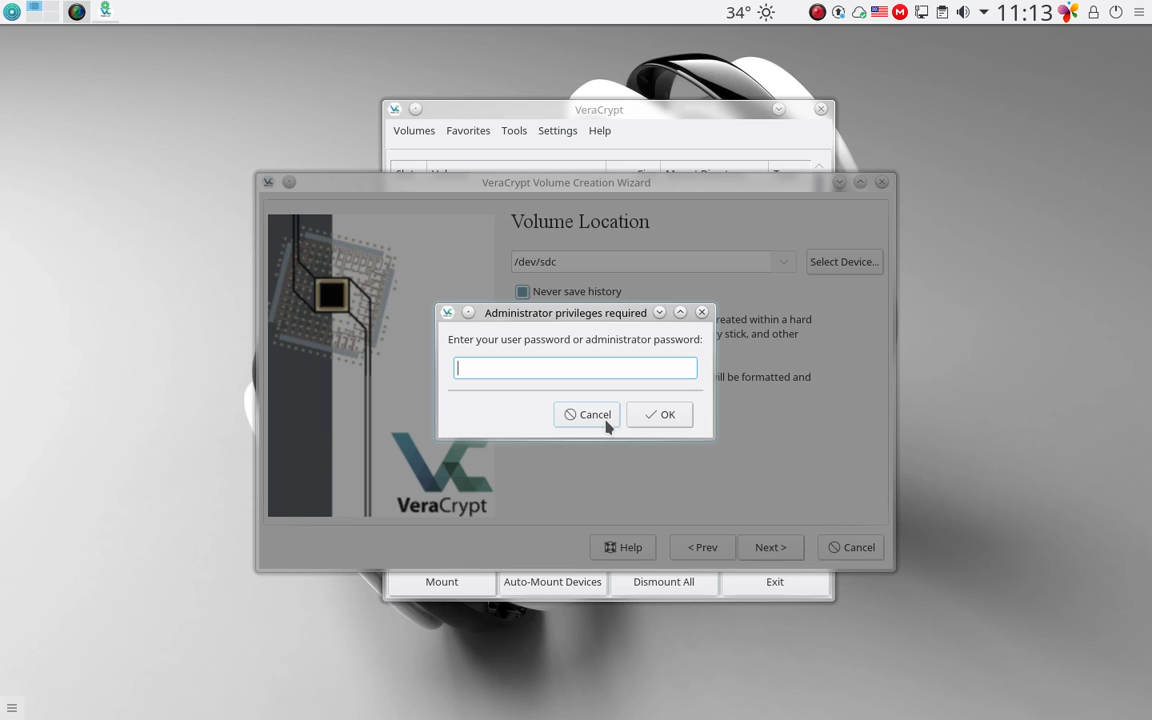 34°
11:13
VeraCrypt
Volumes Favorites Tools Settings Help
VeraCrypt Volume Creation Wizard
Volume Location
/dev/sdc
Select Device...
Never save history
reated within a hard
y stick, and other
ill be formatted and
Administrator privileges required
Enter your user password or administrator password:
Cancel
OK
VeraCrypt
Help
< Prev
Next >
Cancel
Mount
Auto-Mount Devices
Dismount All
Exit